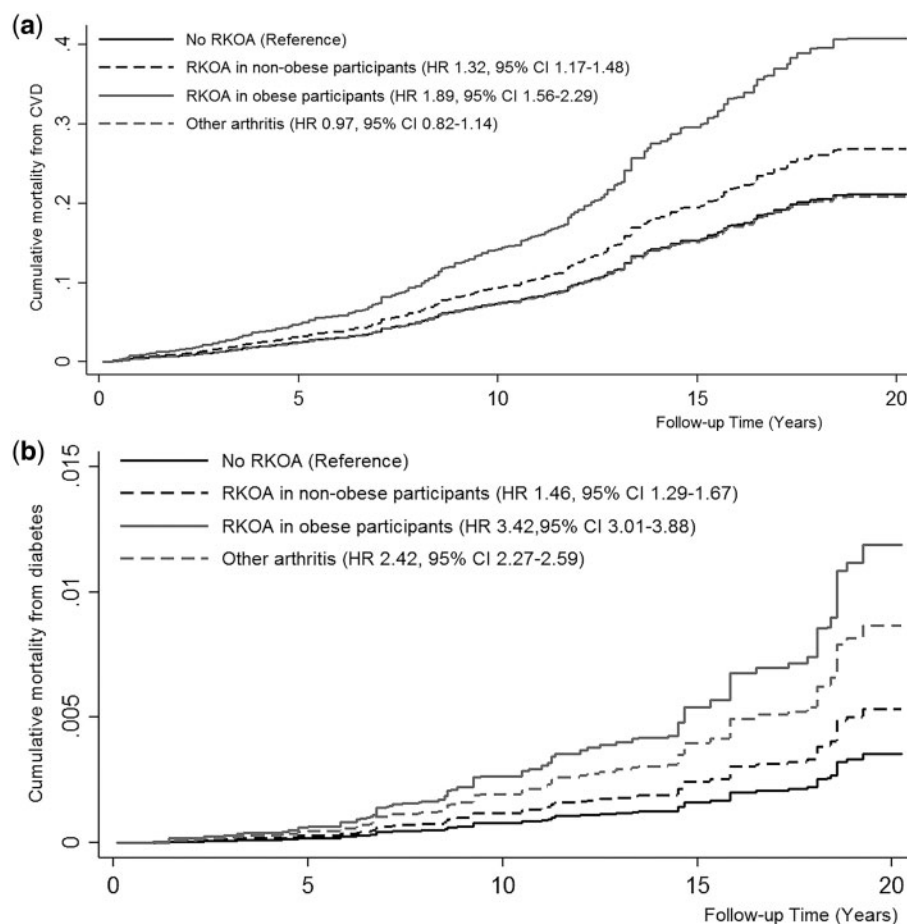 (a)
No RKOA (Reference)
RKOA in non-obese participants (HR 1.32, 95% CI 1.17-1.48)
RKOA in obese participants (HR 1.89, 95% CI 1.56-2.29)
Other arthritis (HR 0.97, 95% CI 0.82-1.14)
Cumulative mortality from CVD
.4
.3
.2
.1
0
0 5 10 15 20
Follow-up Time (Years)
(b)
No RKOA (Reference)
RKOA in non-obese participants (HR 1.46, 95% CI 1.29-1.67)
RKOA in obese participants (HR 3.42,95% CI 3.01-3.88)
Other arthritis (HR 2.42, 95% CI 2.27-2.59)
Cumulative mortality from diabetes
.015
.01
.005
0
0 5 10 15 20
Follow-up Time (Years)